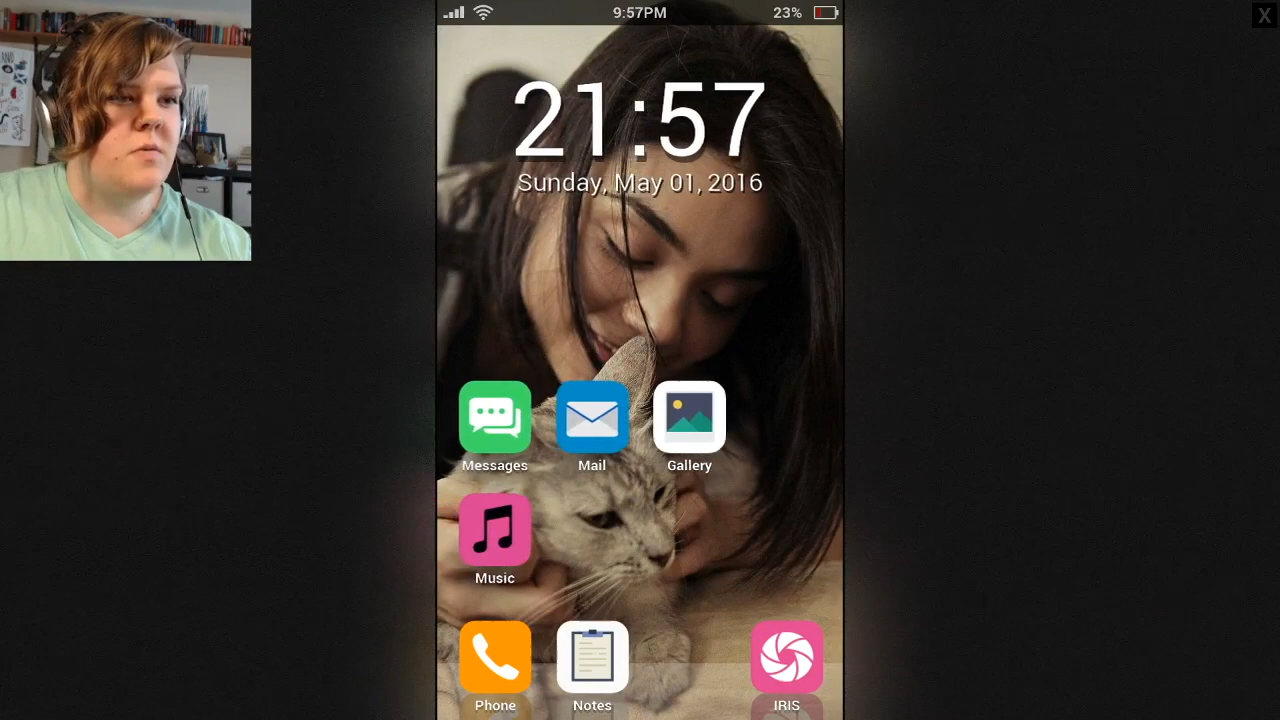 9:57PM
23%
X
21:57
Sunday, May 01, 2016
Messages
Mail
Gallery
Music
Phone
Notes
IRIS